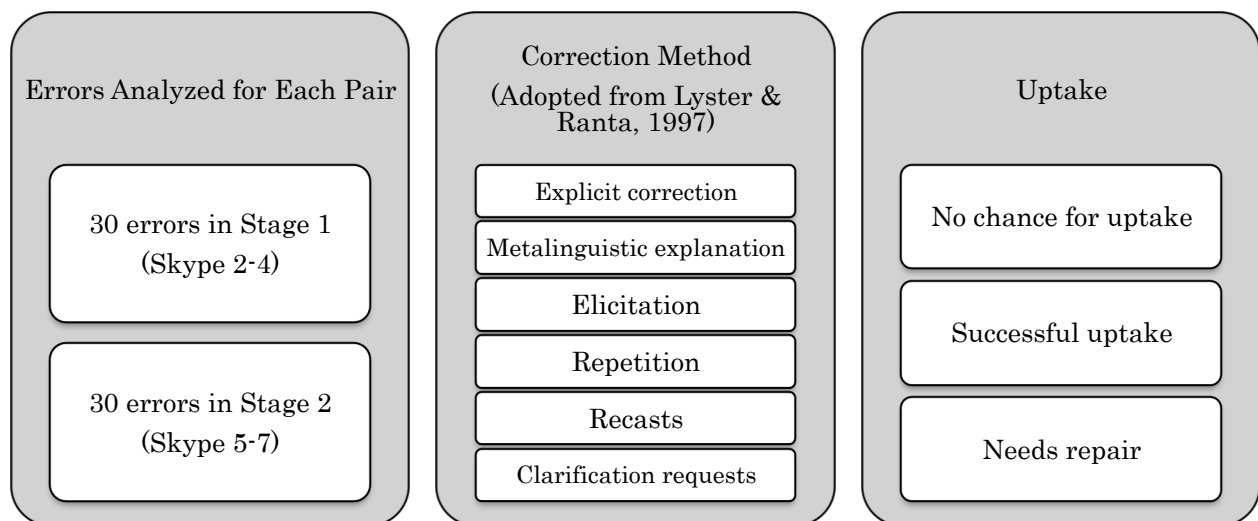 Errors Analyzed for Each Pair
30 errors in Stage 1
(Skype 2-4)
30 errors in Stage 2
(Skype 5-7)
Correction Method
(Adopted from Lyster &
Ranta, 1997)
Explicit correction
Metalinguistic explanation
Elicitation
Repetition
Recasts
Clarification requests
Uptake
No chance for uptake
Successful uptake
Needs repair